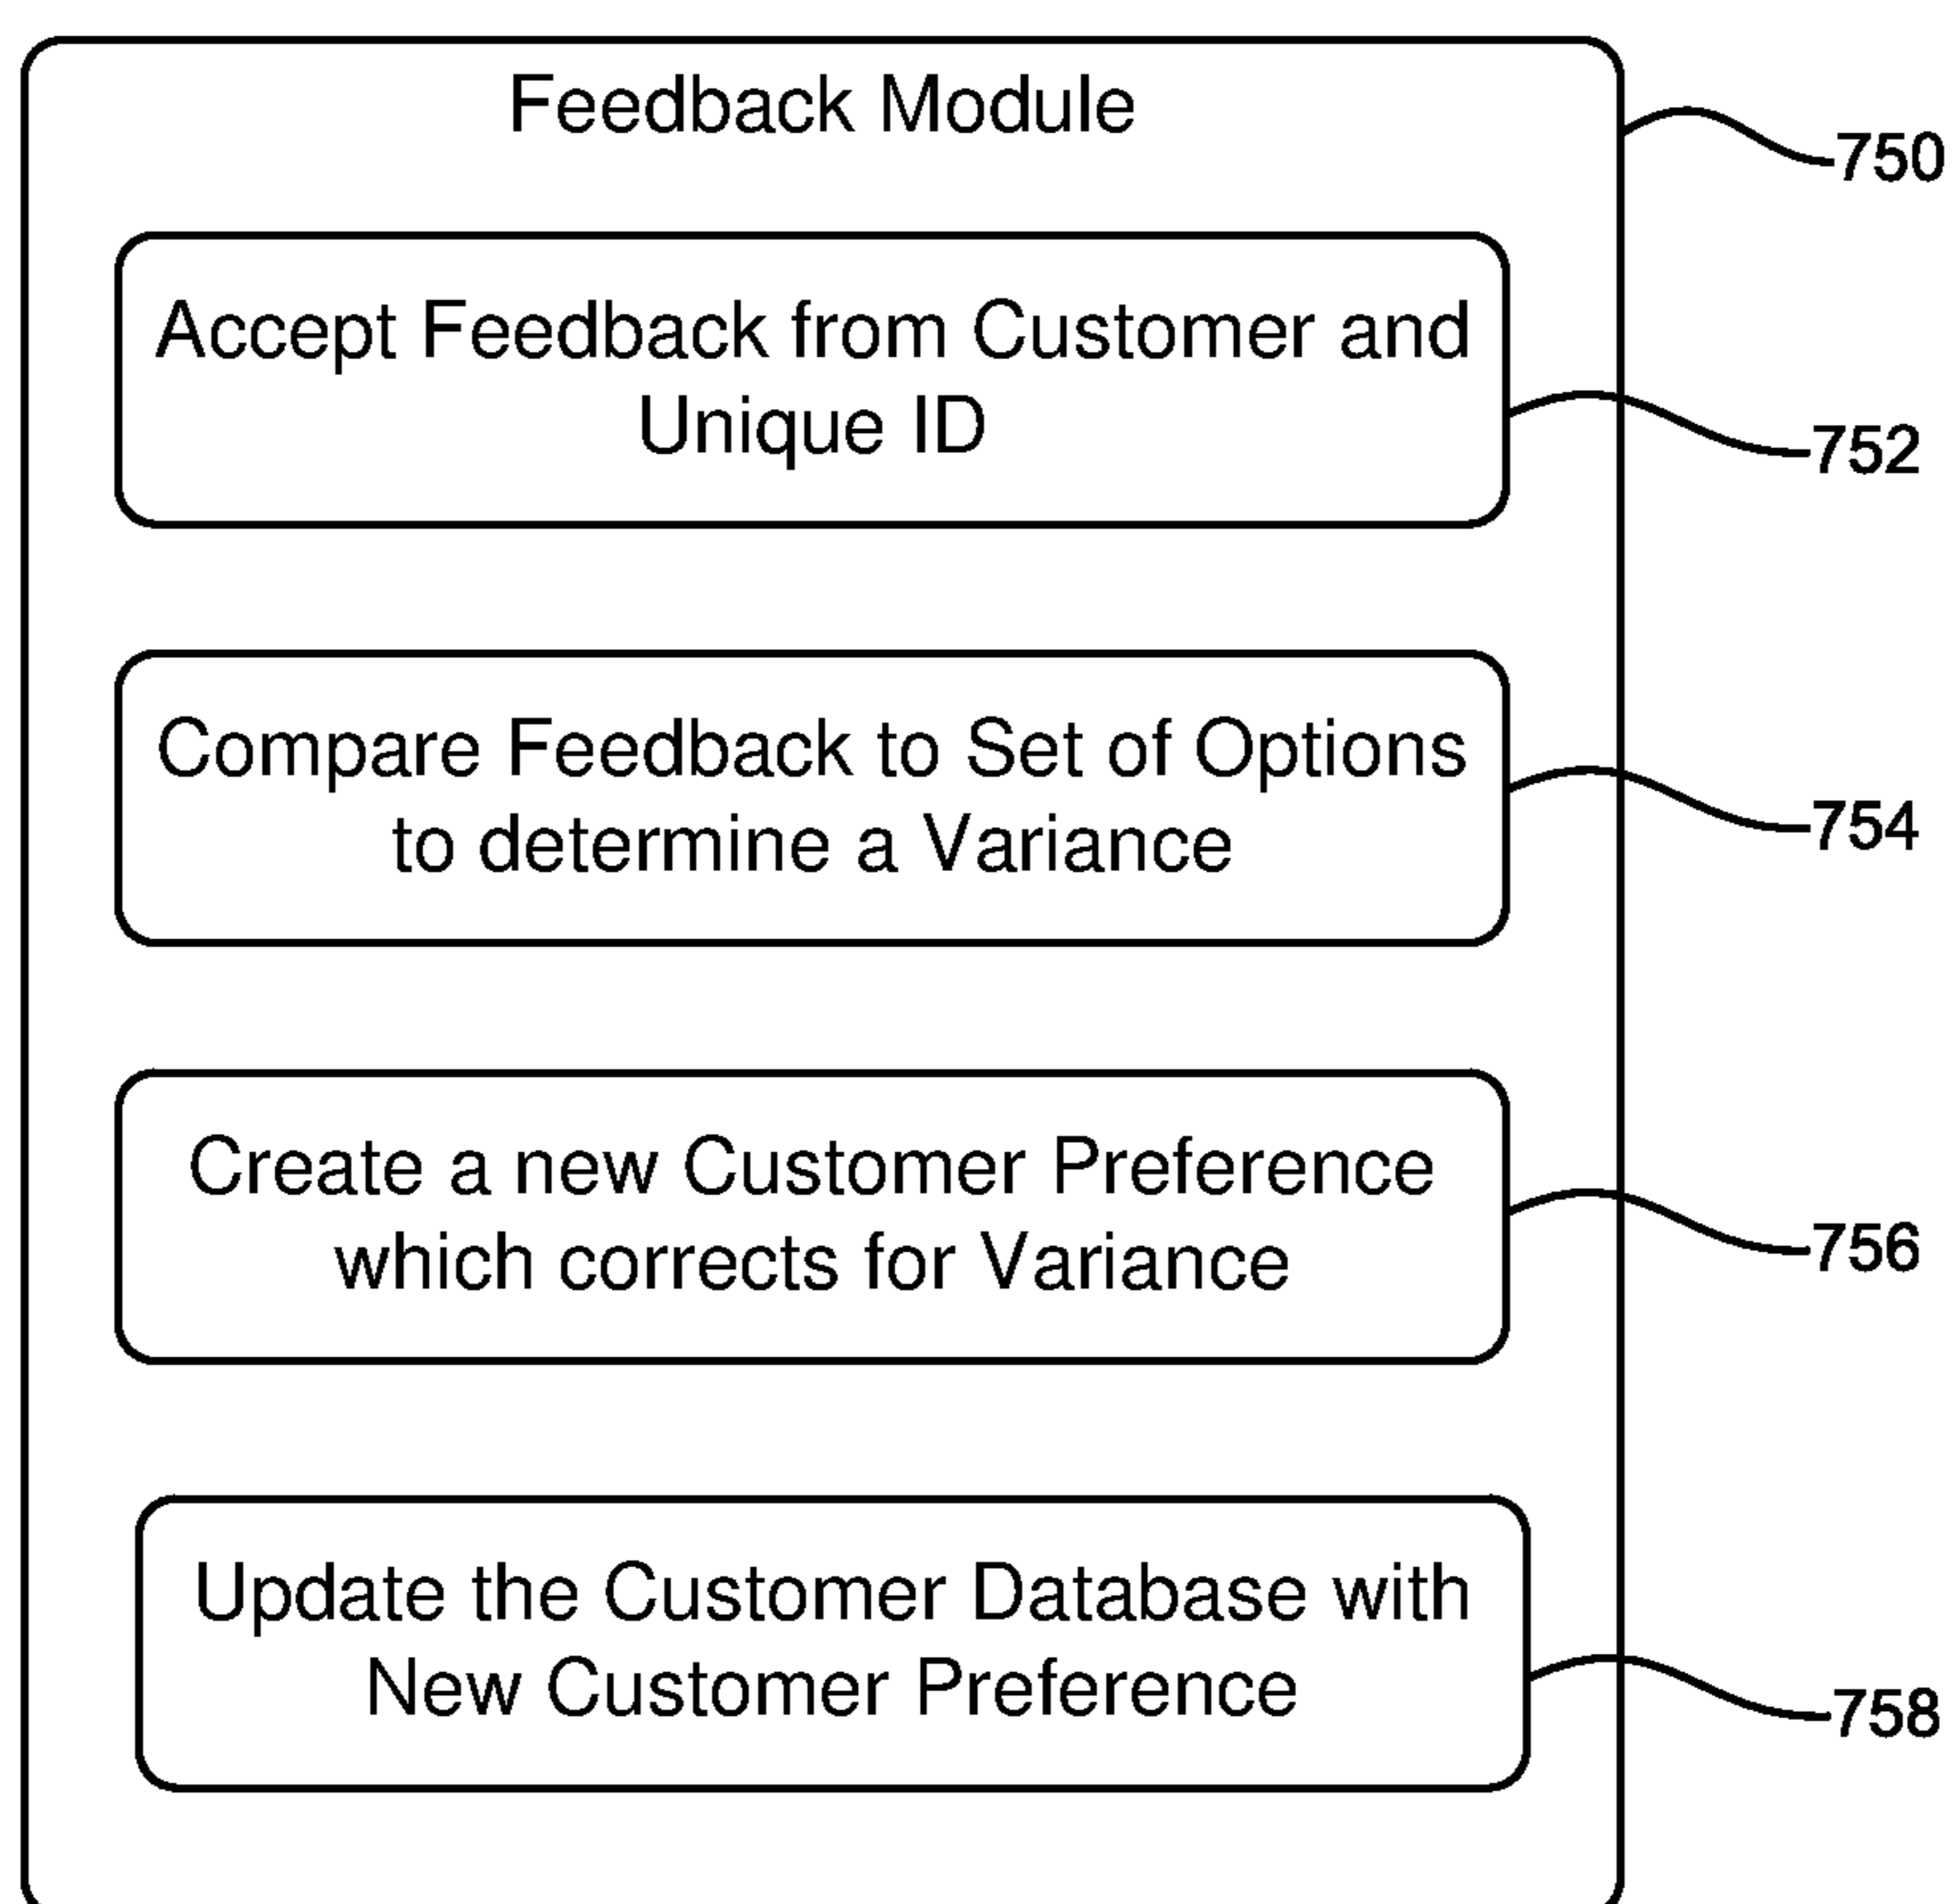 Feedback Module
750
Accept Feedback from Customer and
Unique ID
752
Compare Feedback to Set of Options
to determine a Variance
754
Create a new Customer Preference
which corrects for Variance
756
Update the Customer Database with
New Customer Preference
758